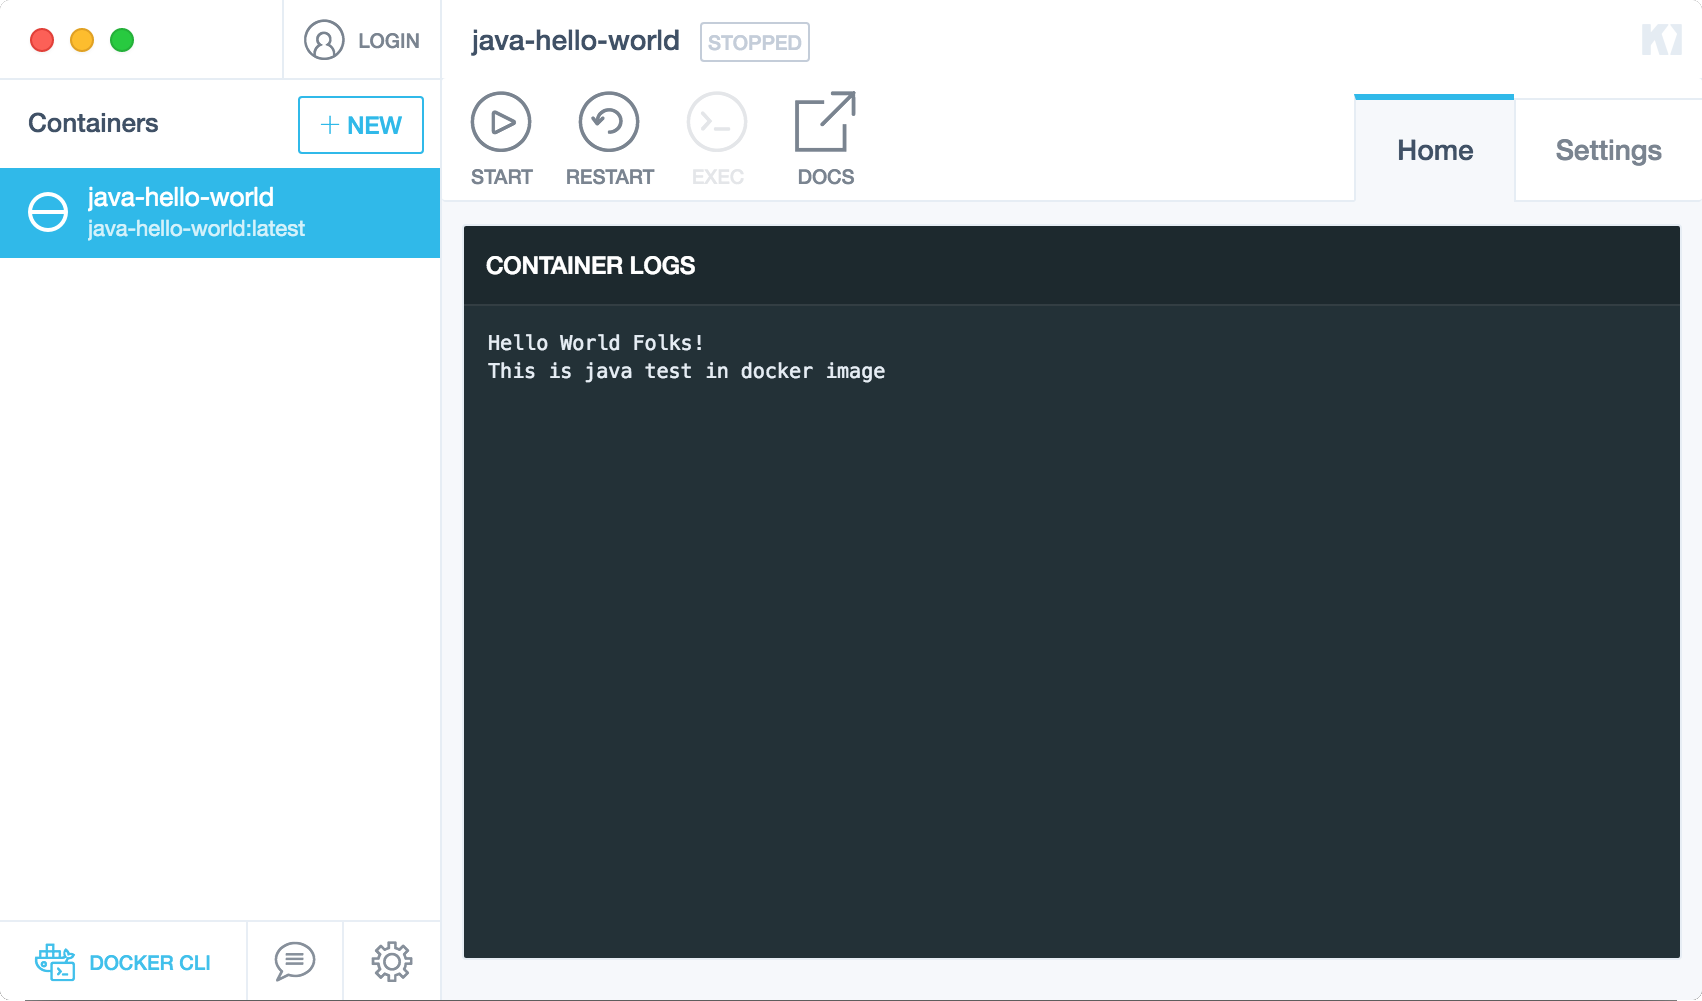 LOGIN
java-hello-world STOPPED
Containers
+ NEW
START RESTART EXEC DOCS
Home Settings
java-hello-world
java-hello-world:latest
CONTAINER LOGS
Hello World Folks!
This is java test in docker image
DOCKER CLI